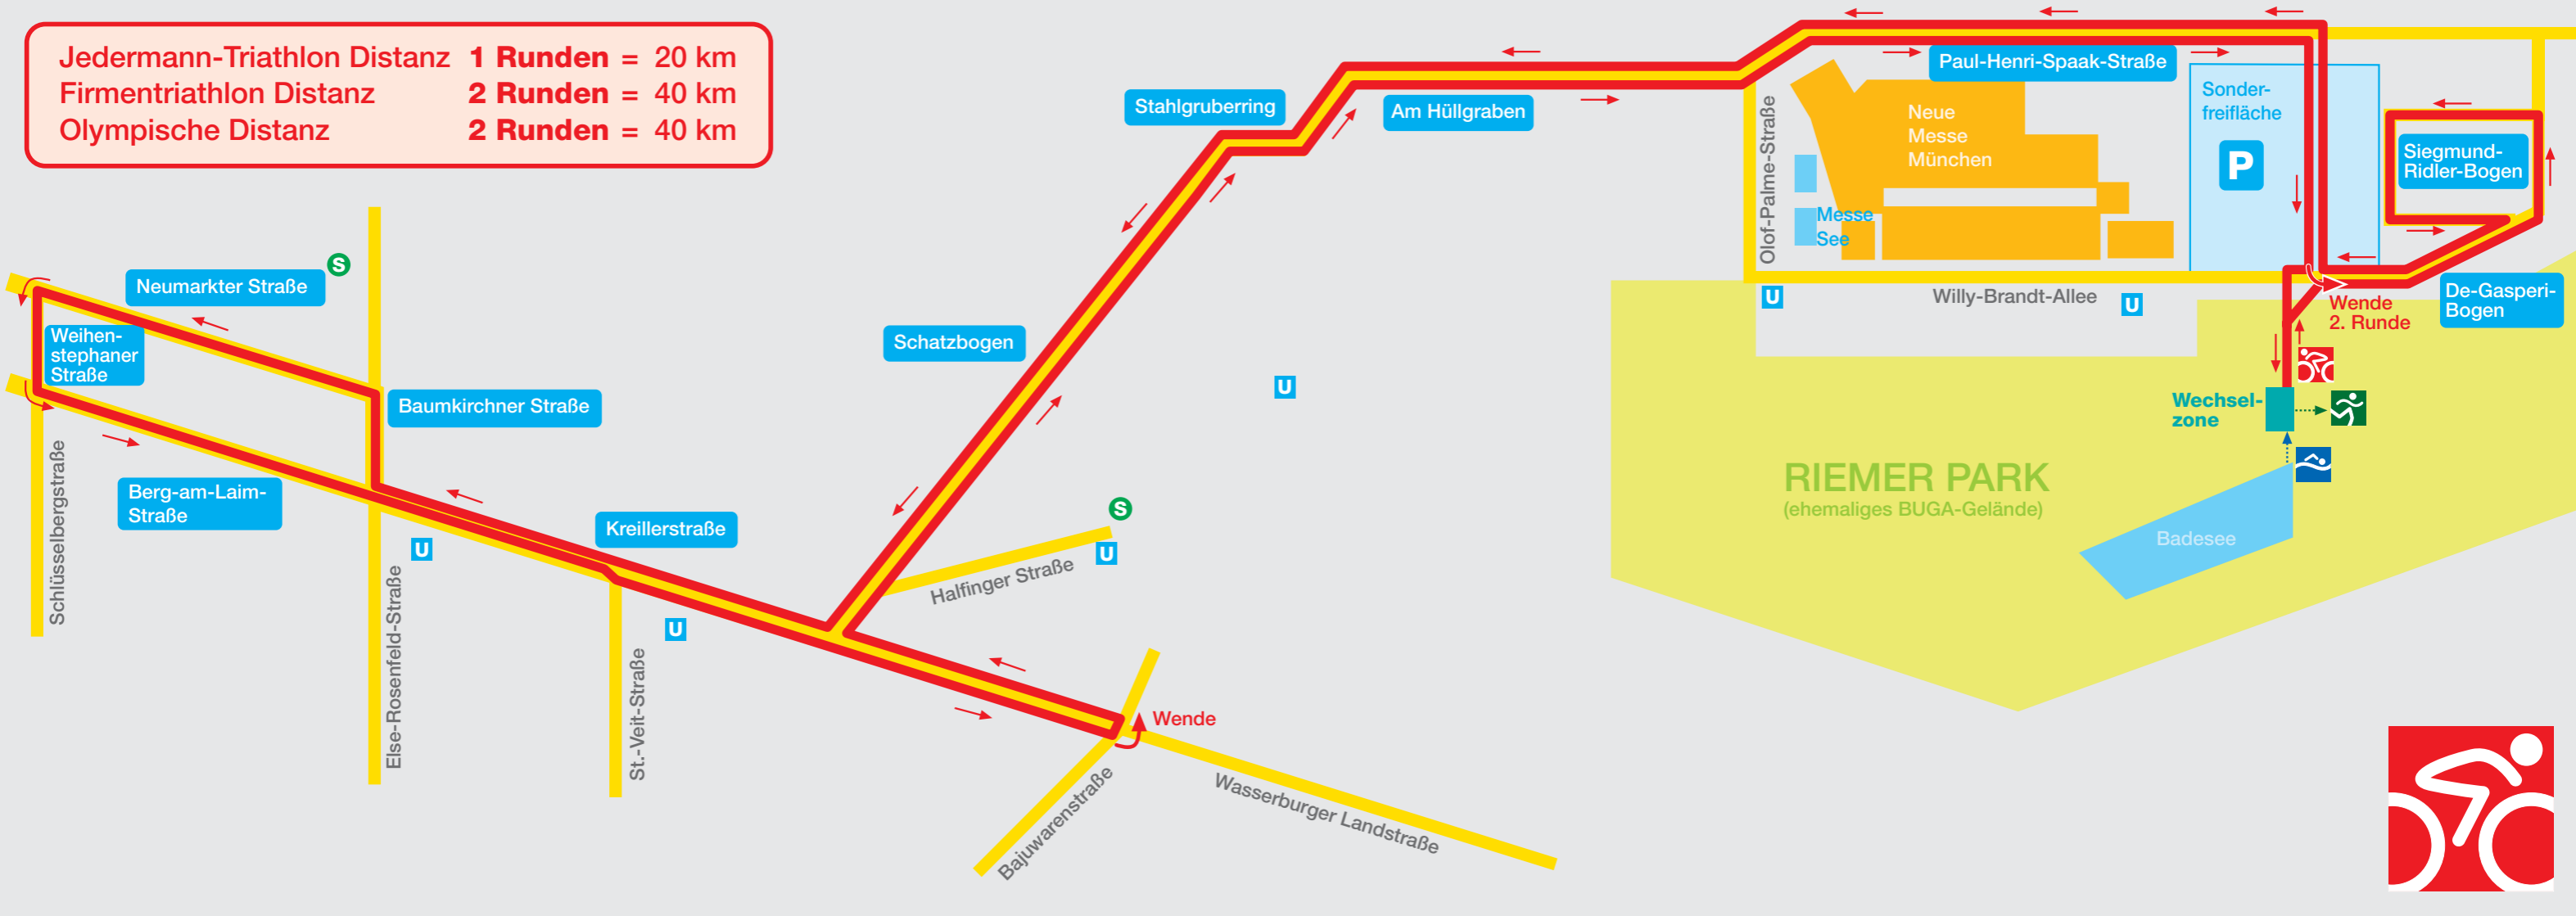 Jedermann-Triathlon Distanz 1 Runden = 20 km
Firmentriathlon Distanz 2 Runden = 40 km
Olympische Distanz 2 Runden = 40 km
Paul-Henri-Spaak-Straße
Stahlgruberring
Am Hüllgraben
Olof-Palme-Straße
Neue
Messe
München
Messe
See
Sonder-
freifläche
P
Siegmund-
Ridler-Bogen
De-Gasperi-
Bogen
Willy-Brandt-Allee
U
U
Wende
2. Runde
Wechsel-
zone
RIEMER PARK
(ehemaliges BUGA-Gelände)
Badesee
Neumarkter Straße
S
Weihen-
stephaner
Straße
Baumkirchner Straße
Berg-am-Laim-
Straße
Schlüsselbergstraße
Else-Rosenfeld-Straße
U
Kreillerstraße
U
St.-Veit-Straße
Schatzbogen
U
S
U
Halfinger Straße
Wende
Bajuwarenstraße
Wasserburger Landstraße